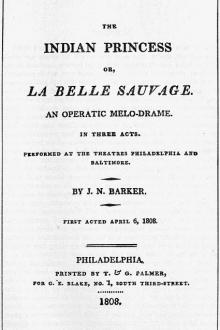 THE
INDIAN PRINCESS
OR,
LA BELLE SAUVAGE.
AN OPERATIC MELO-DRAME.
IN THREE ACTS.
PERFORMED AT THE THEATRES PHILADELPHIA AND
BALTIMORE.
BY J. N. BARKER.
FIRST ACTED APRIL 6, 1808.
PHILADELPHIA,
PRINTED BY T. & G. PALMER,
FOR G. E. BLAKE, NO. 1, SOUTH THIRD-STREET.
1808.